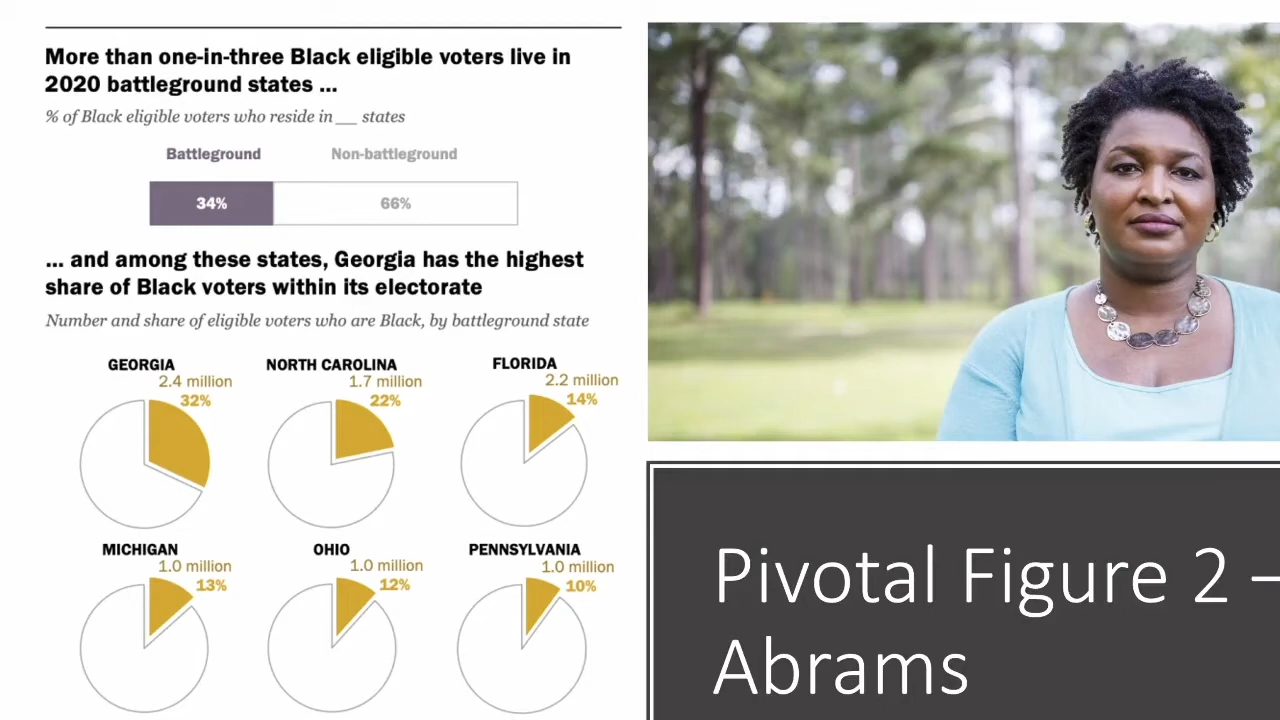 More than one-in-three Black eligible voters live in
2020 battleground states ...
% of Black eligible voters who reside in __ states
Battleground Non-battleground
34% 66%
... and among these states, Georgia has the highest
share of Black voters within its electorate
Number and share of eligible voters who are Black, by battleground state
GEORGIA
2.4 million
32%
NORTH CAROLINA
1.7 million
22%
FLORIDA
2.2 million
14%
MICHIGAN
1.0 million
13%
OHIO
1.0 million
12%
PENNSYLVANIA
1.0 million
10%
Pivotal Figure 2 –
Abrams